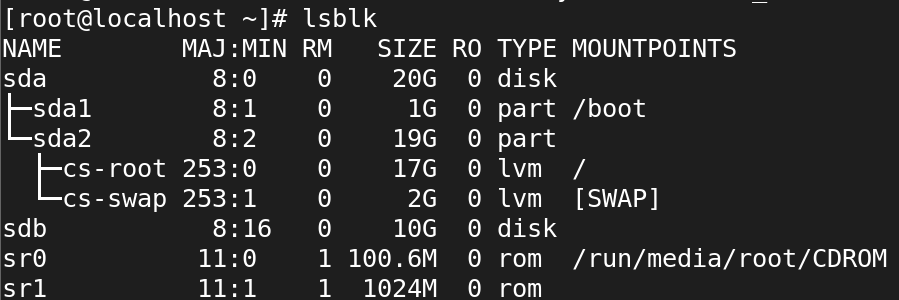 [root@localhost ~]# lsblk
NAME        MAJ:MIN RM   SIZE RO TYPE MOUNTPOINTS
sda           8:0    0    20G  0 disk
├─sda1        8:1    0     1G  0 part /boot
└─sda2        8:2    0    19G  0 part
  ├─cs-root 253:0    0    17G  0 lvm  /
  └─cs-swap 253:1    0     2G  0 lvm  [SWAP]
sdb           8:16   0    10G  0 disk
sr0          11:0    1 100.6M  0 rom  /run/media/root/CDROM
sr1          11:1    1  1024M  0 rom